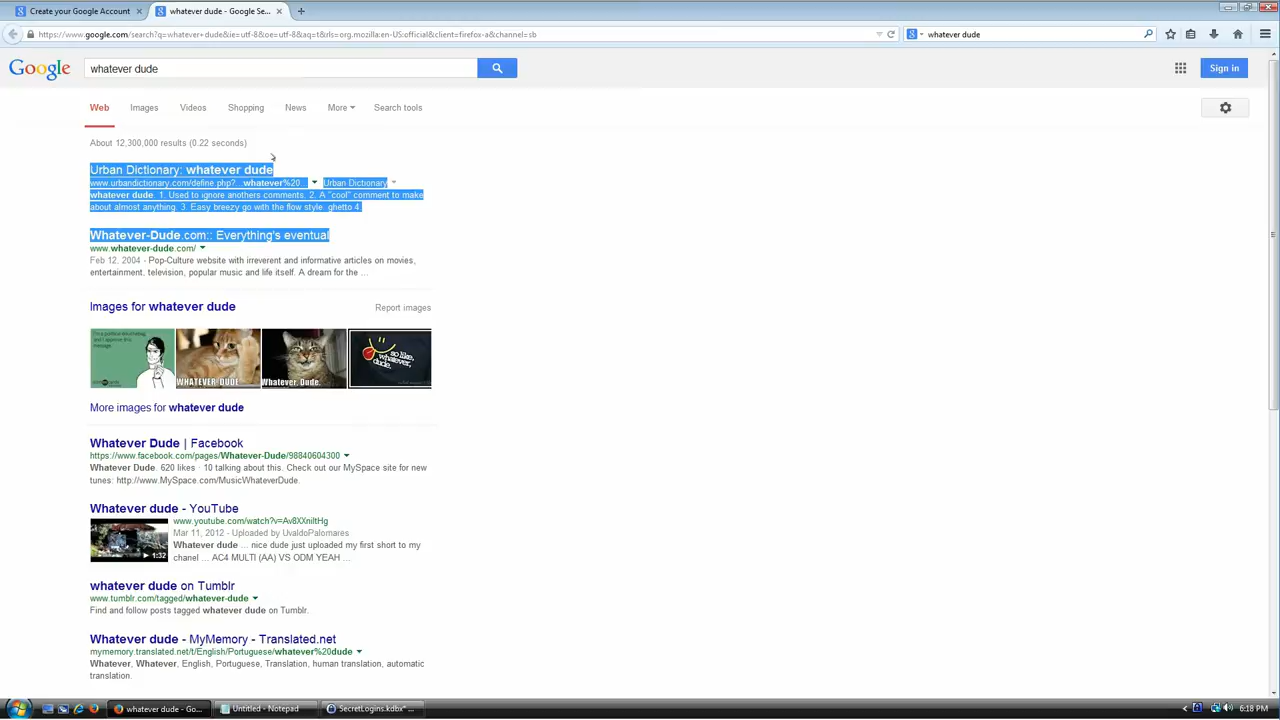 Create your Google Account
whatever dude - Google Se...
https://www.google.com/search?q=whatever+dude&ie=utf-8&oe=utf-8&aq=t&rls=org.mozilla:en-US:official&client=firefox-a&channel=sb
whatever dude
Google
whatever dude
Sign in
Web Images Videos Shopping News More Search tools
About 12,300,000 results (0.22 seconds)
Urban Dictionary: whatever dude
www.urbandictionary.com/define.php?...whatever%20... Urban Dictionary
whatever dude. 1. Used to ignore anothers comments. 2. A "cool" comment to make
about almost anything. 3. Easy breezy go with the flow style ghetto 4.
Whatever-Dude.com:: Everything's eventual
www.whatever-dude.com/
Feb 12, 2004 - Pop-Culture website with irreverent and informative articles on movies,
entertainment. television, popular music and life itself. A dream for the ...
Images for whatever dude
Report images
WHATEVER DUDE
Whatever. Dude.
so like,
whatever,
dude.
More images for whatever dude
Whatever Dude | Facebook
https://www.facebook.com/pages/Whatever-Dude/98840604300
Whatever Dude. 620 likes · 10 talking about this. Check out our MySpace site for new
tunes: http://www.MySpace.com/MusicWhateverDude.
Whatever dude - YouTube
www.youtube.com/watch?v=Av8XXniltHg
Mar 11, 2012 - Uploaded by UvaldoPalomares
Whatever dude ... nice dude just uploaded my first short to my
chanel ... AC4 MULTI (AA) VS ODM YEAH ...
1:32
whatever dude on Tumblr
www.tumblr.com/tagged/whatever-dude
Find and follow posts tagged whatever dude on Tumblr.
Whatever dude - MyMemory - Translated.net
mymemory.translated.net/t/English/Portuguese/whatever%20dude
Whatever, Whatever, English, Portuguese, Translation, human translation, automatic
translation.
whatever dude - Go...
Untitled - Notepad
SecretLogins.kdbx* ...
6:18 PM